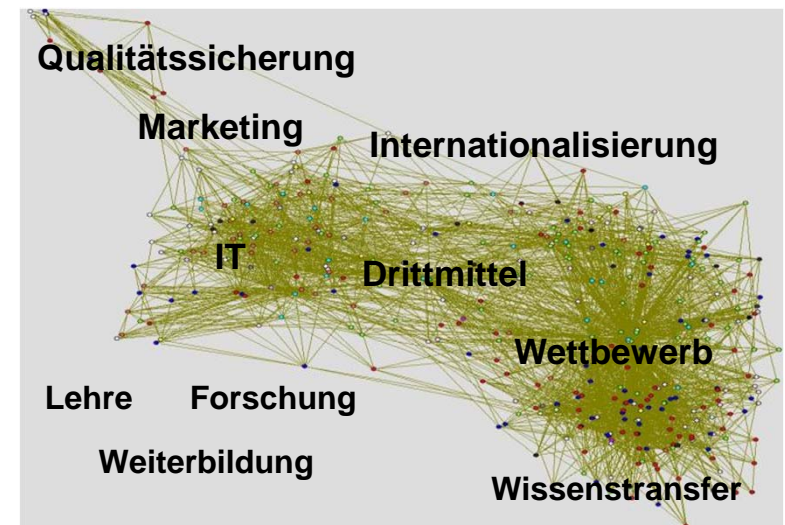 Qualitätssicherung
Marketing
Internationalisierung
IT
Drittmittel
Wettbewerb
Lehre Forschung
Weiterbildung
Wissenstransfer